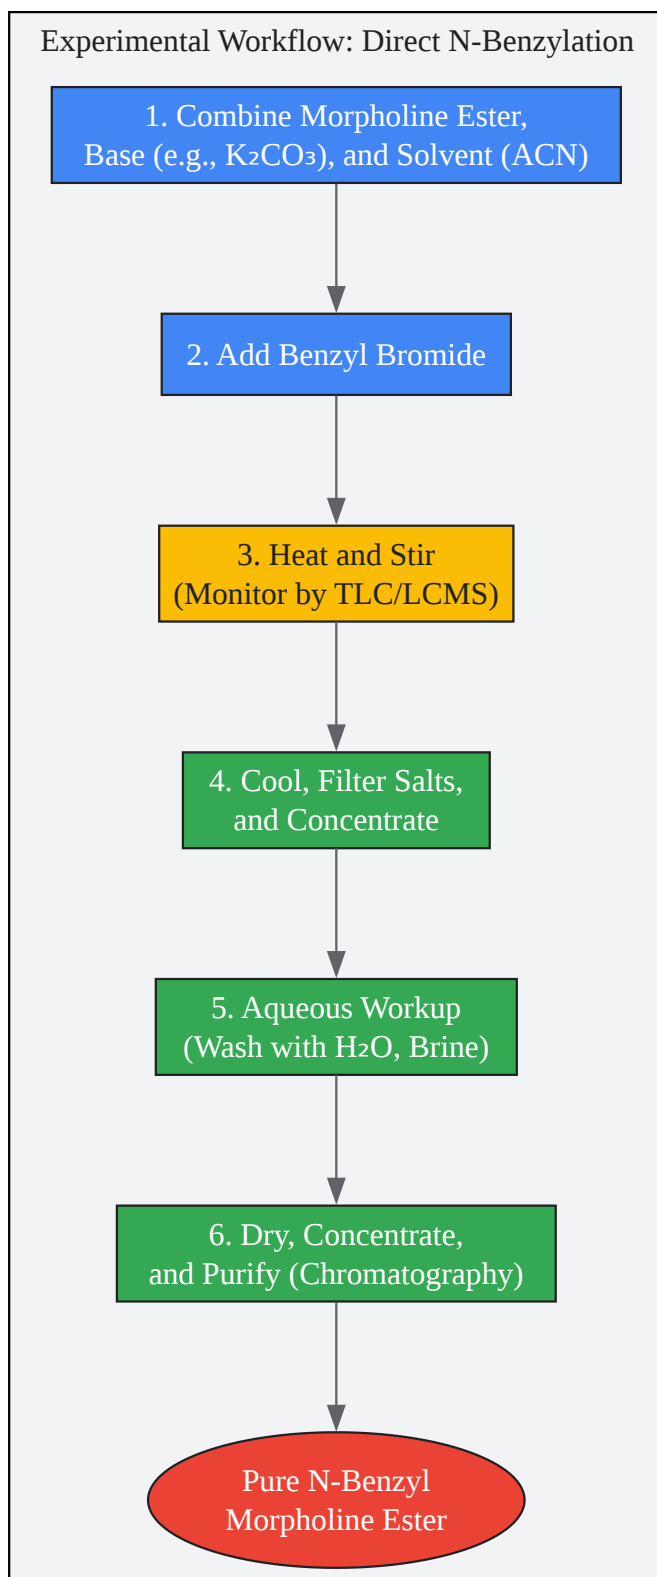 Experimental Workflow: Direct N-Benzylation
1. Combine Morpholine Ester,
Base (e.g., K₂CO₃), and Solvent (ACN)
2. Add Benzyl Bromide
3. Heat and Stir
(Monitor by TLC/LCMS)
4. Cool, Filter Salts,
and Concentrate
5. Aqueous Workup
(Wash with H₂O, Brine)
6. Dry, Concentrate,
and Purify (Chromatography)
Pure N-Benzyl
Morpholine Ester